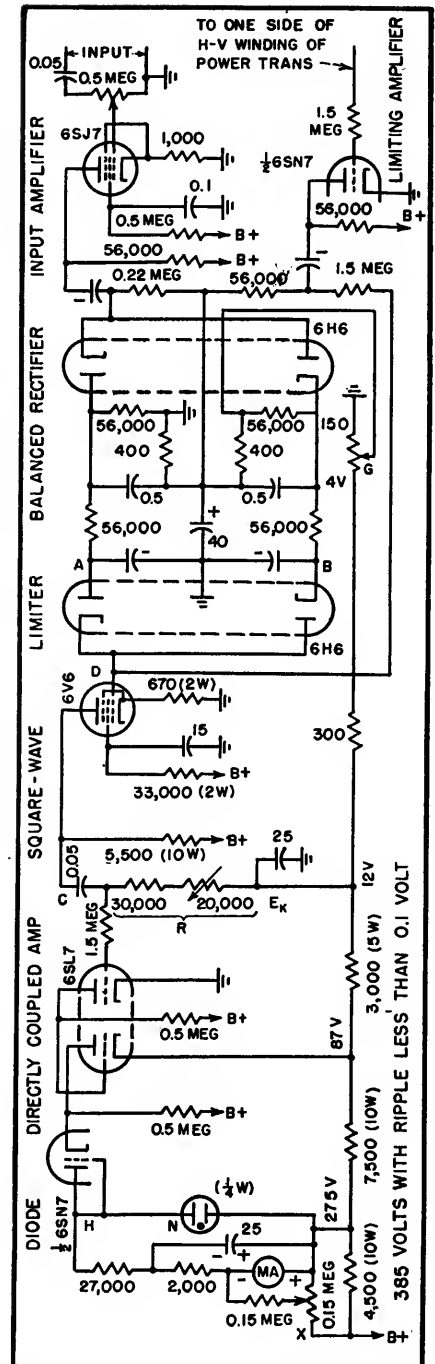 TO ONE SIDE OF
H-V WINDING OF
POWER TRANS
INPUT
0.05
0.5 MEG
LIMITING AMPLIFIER
1.5
MEG
INPUT AMPLIFIER
6SJ7
1,000
½6SN7
0.1
0.5 MEG
B+
56,000
B+
56,000
B+
0.22 MEG
56,000
1.5 MEG
-
-
BALANCED RECTIFIER
6H6
56,000
56,000
400
400
150
G
0.5
0.5
4V
56,000
+
40
56,000
A
-
-
B
LIMITER
6H6
D
SQUARE-WAVE
6V6
670 (2W)
15
33,000 (2W)
B+
300
5,500 (10W)
B+
25
0.05
C
30,000
20,000
R
EK
12V
DIRECTLY COUPLED AMP
1.5 MEG
6SL7
3,000 (5W)
B+
0.5 MEG
87 V
B+
0.5 MEG
7,500 (10W)
DIODE
½6SN7
H
N
(¼W)
275V
25
-
+
27,000
2,000
-
MA
+
0.15 MEG
0.15 MEG
4,500 (10W)
X
B+
385 VOLTS WITH RIPPLE LESS THAN 0.1 VOLT